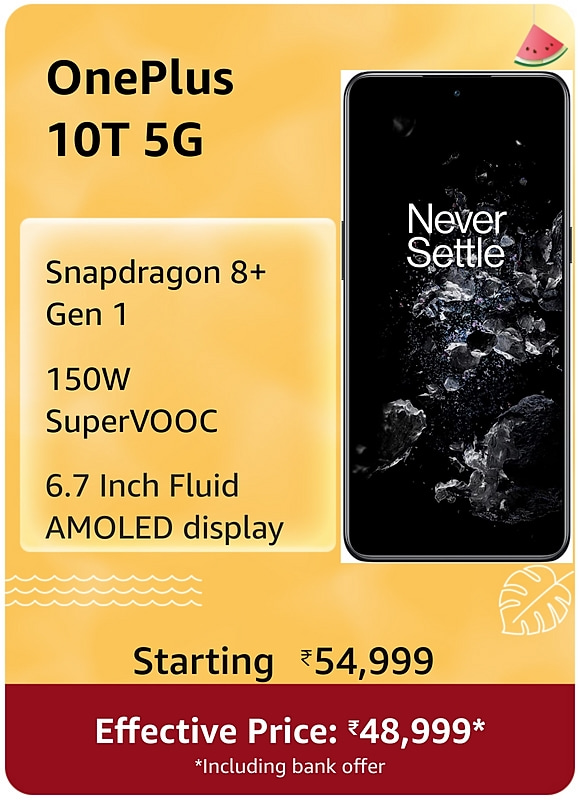 OnePlus
10T 5G
Never
Settle
Snapdragon 8+
Gen 1
150W
SuperVOOC
6.7 Inch Fluid
AMOLED display
Starting ₹54,999
Effective Price: ₹48,999*
*Including bank offer